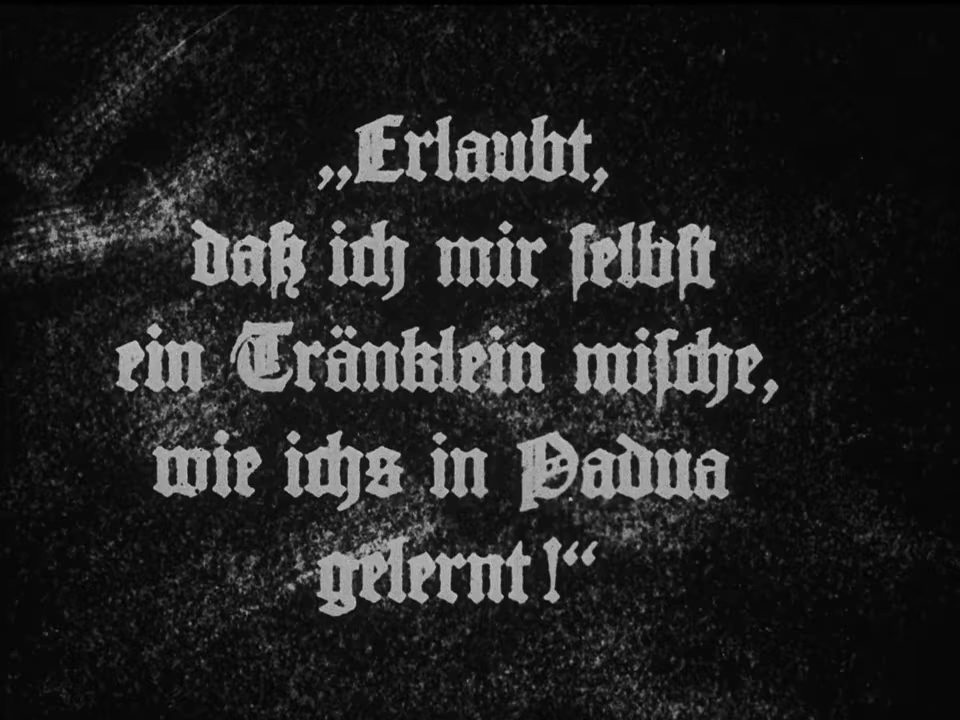 „Erlaubt,
daß ich mir ſelbſt
ein Tränklein miſche,
wie ichs in Padua
gelernt!“